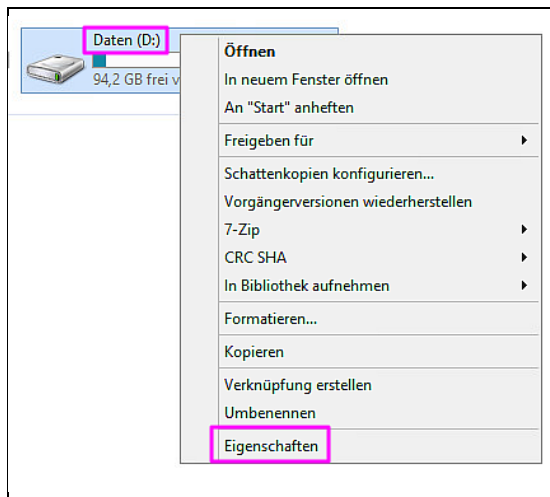 Daten (D:)
94,2 GB frei v
Öffnen
In neuem Fenster öffnen
An "Start" anheften
Freigeben für
Schattenkopien konfigurieren...
Vorgängerversionen wiederherstellen
7-Zip
CRC SHA
In Bibliothek aufnehmen
Formatieren...
Kopieren
Verknüpfung erstellen
Umbenennen
Eigenschaften